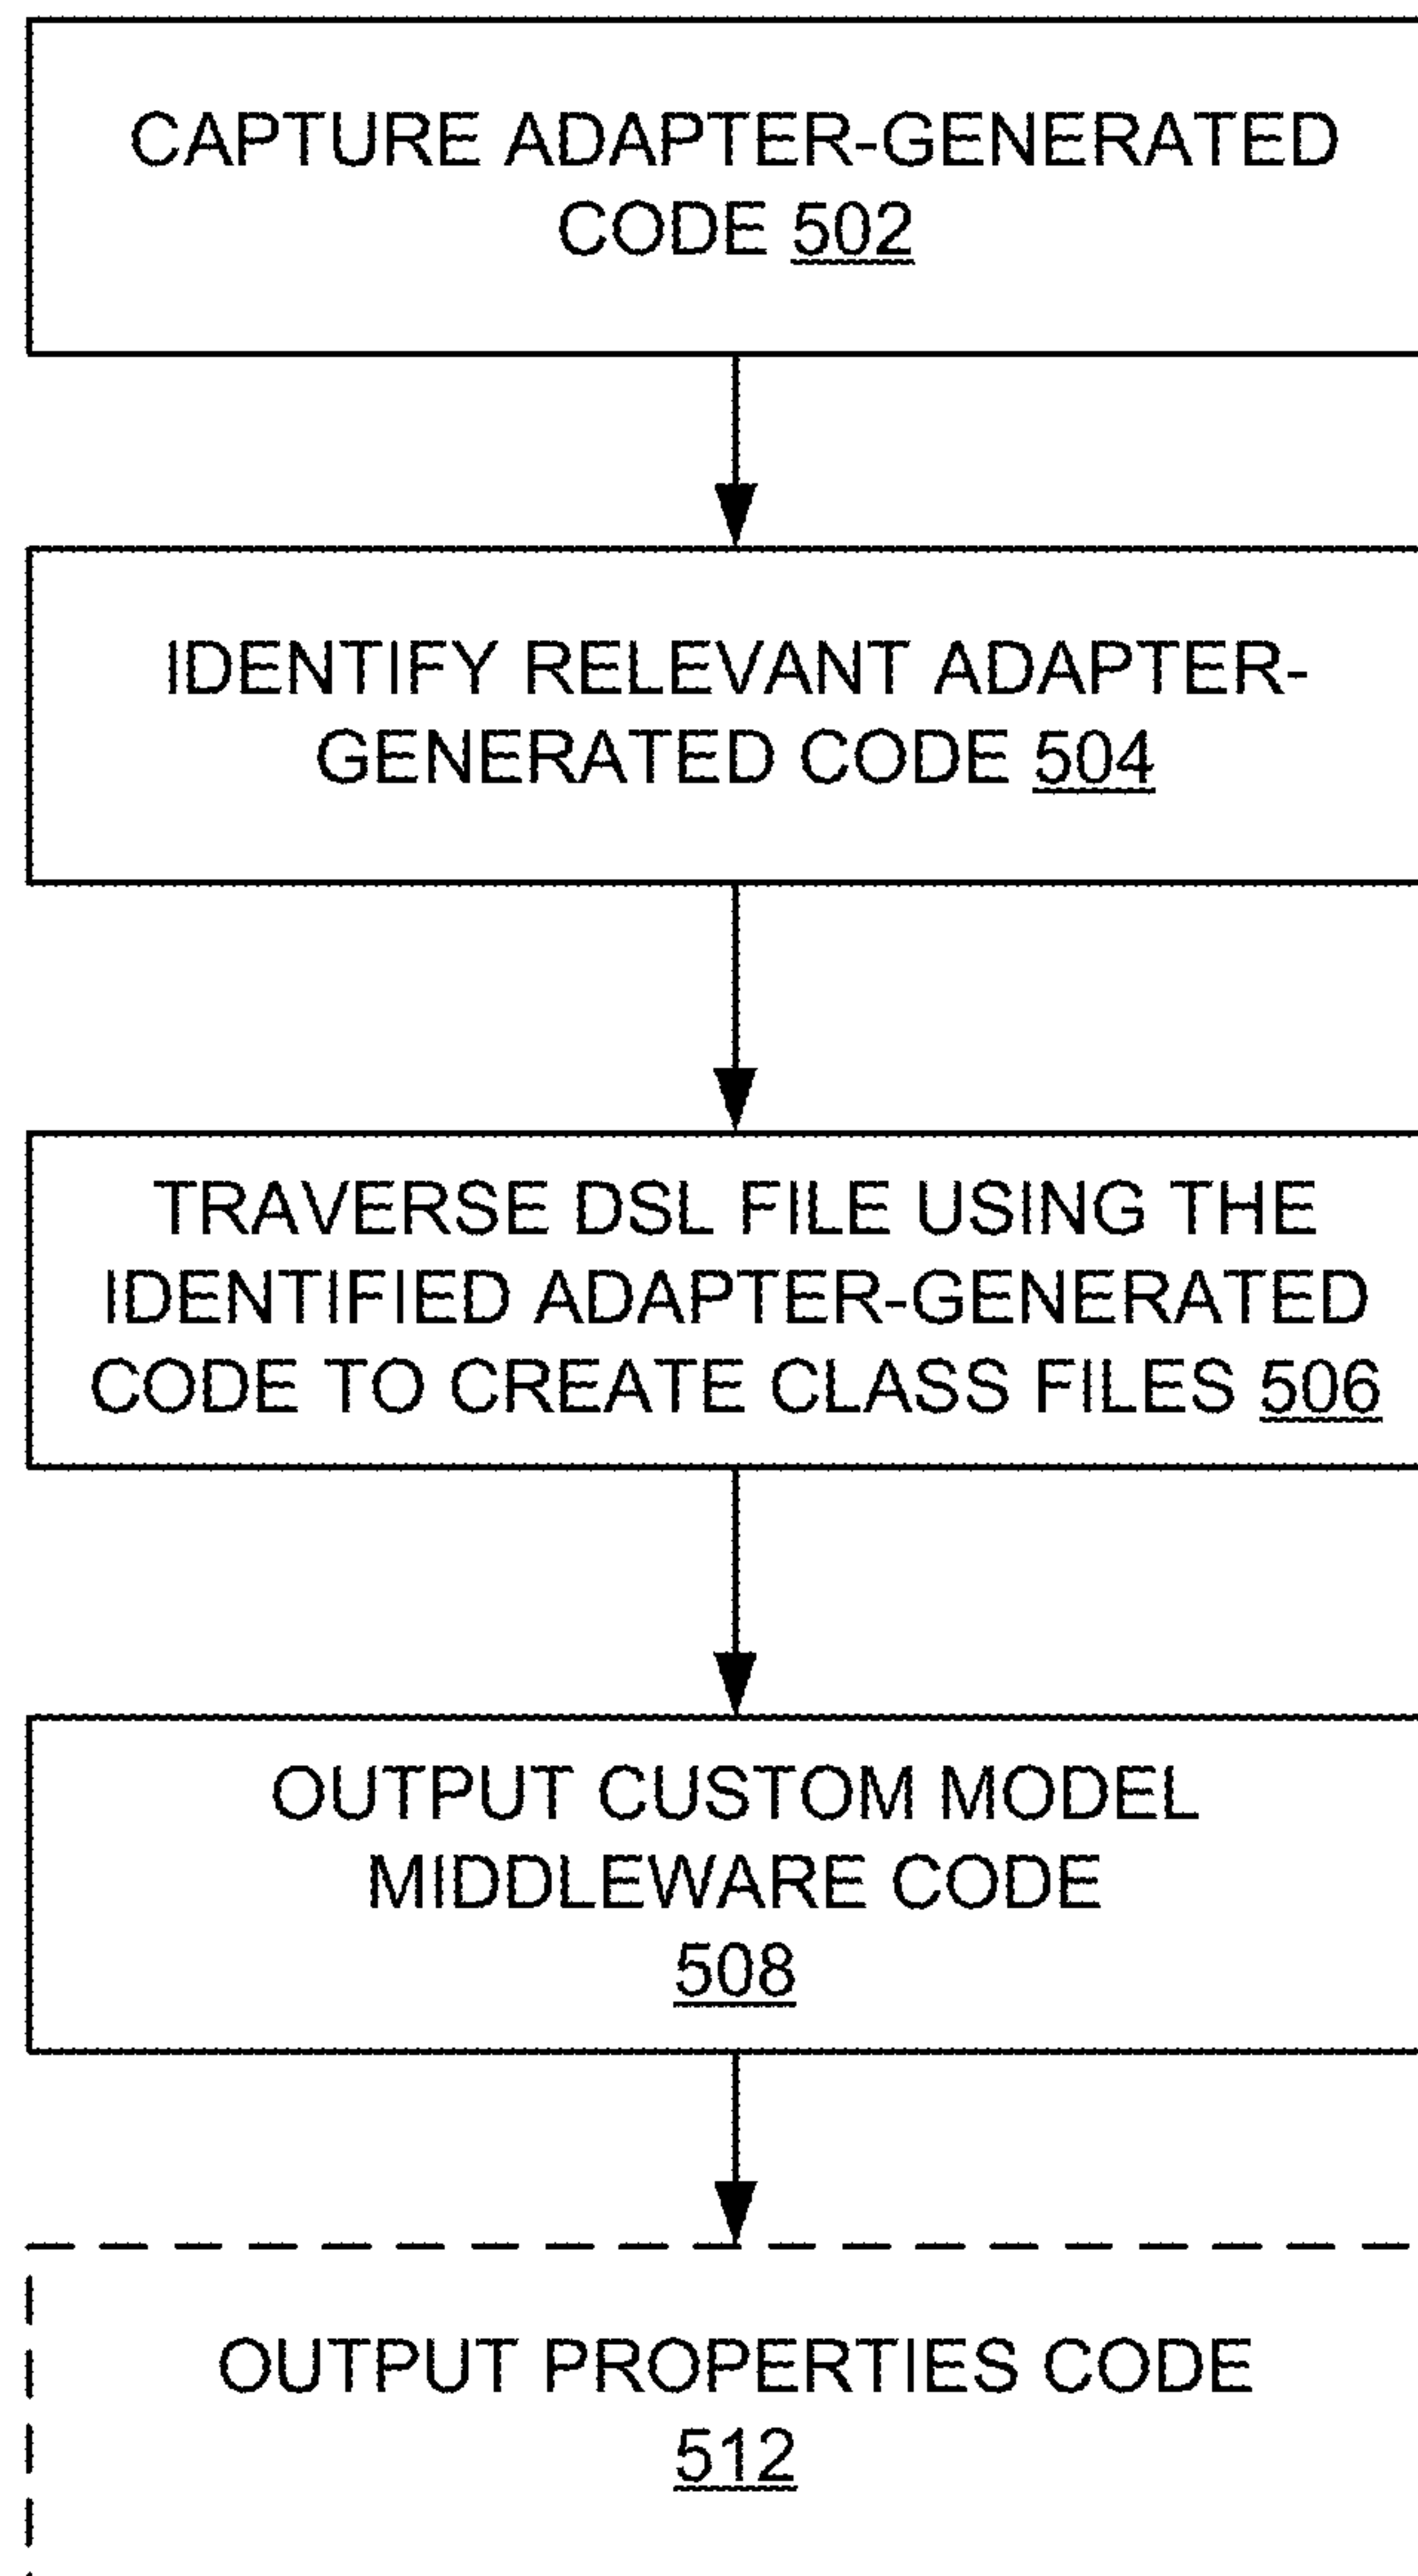 CAPTURE ADAPTER-GENERATED
CODE 502
IDENTIFY RELEVANT ADAPTER-
GENERATED CODE 504
TRAVERSE DSL FILE USING THE
IDENTIFIED ADAPTER-GENERATED
CODE TO CREATE CLASS FILES 506
OUTPUT CUSTOM MODEL
MIDDLEWARE CODE
508
OUTPUT PROPERTIES CODE
512